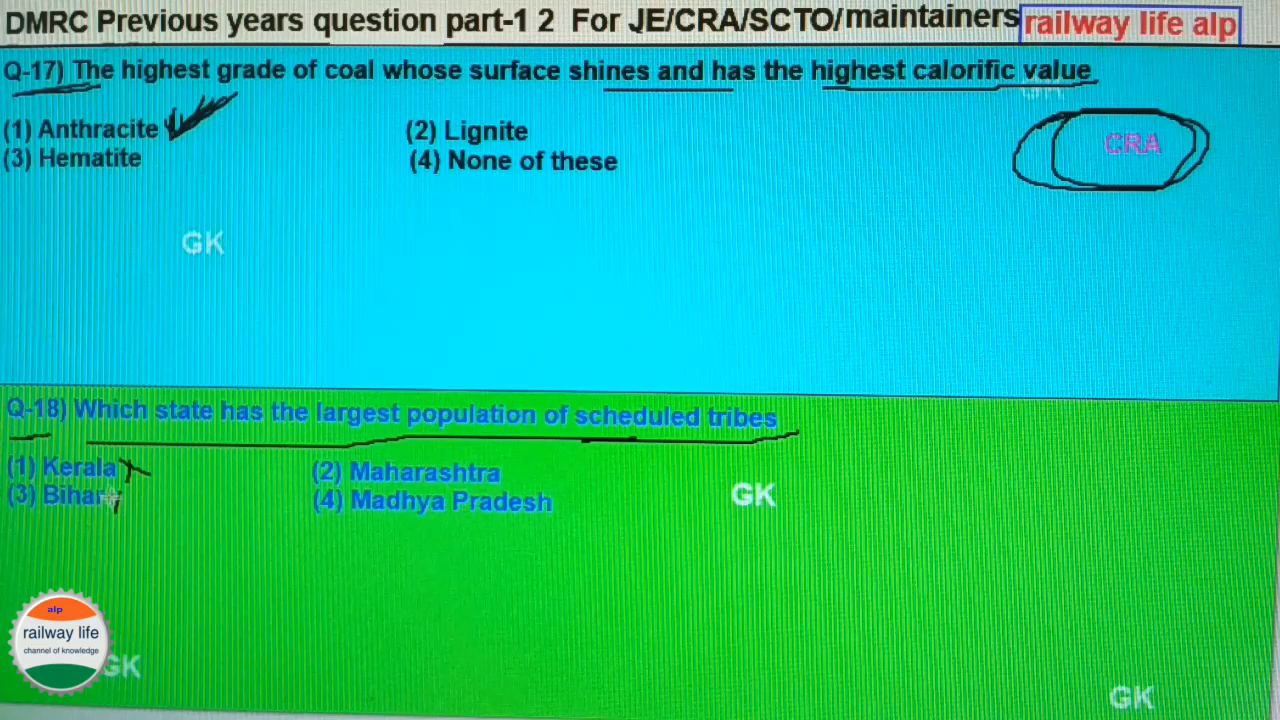 DMRC Previous years question part-1 2 For JE/CRA/SCTO/maintainers railway life alp
Q-17) The highest grade of coal whose surface shines and has the highest calorific value
GK
(1) Anthracite (2) Lignite
CRA
(3) Hematite (4) None of these
GK
Q-18) Which state has the largest population of scheduled tribes
(1) Kerala (2) Maharashtra
(3) Bihar (4) Madhya Pradesh
GK
alp
railway life
channel of knowledge
GK
GK